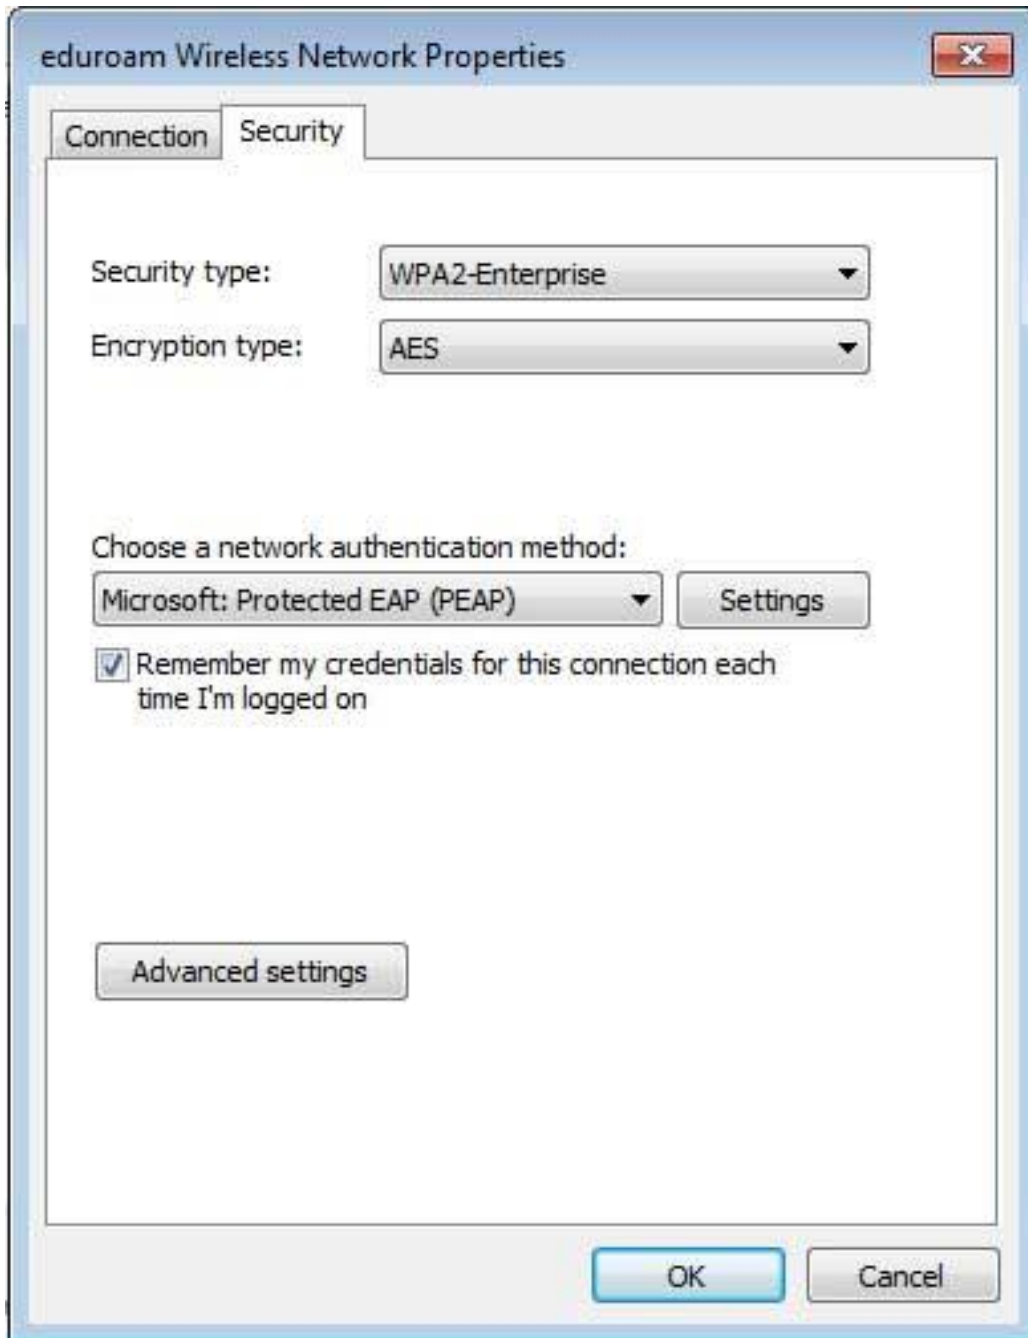 eduroam Wireless Network Properties
Connection
Security
Security type:
WPA2-Enterprise
Encryption type:
AES
Choose a network authentication method:
Microsoft: Protected EAP (PEAP)
Settings
Remember my credentials for this connection each
time I'm logged on
Advanced settings
OK
Cancel